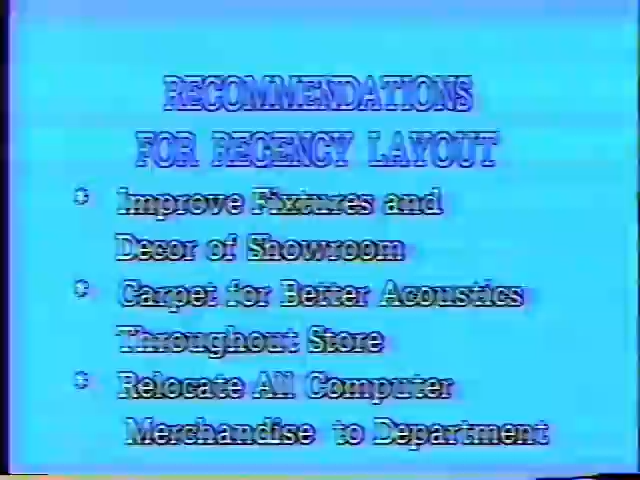 RECOMMENDATIONS
FOR REGENCY LAYOUT
* Improve Fixtures and
Decor of Showroom
* Carpet for Better Acoustics
Throughout Store
* Relocate All Computer
Merchandise to Department